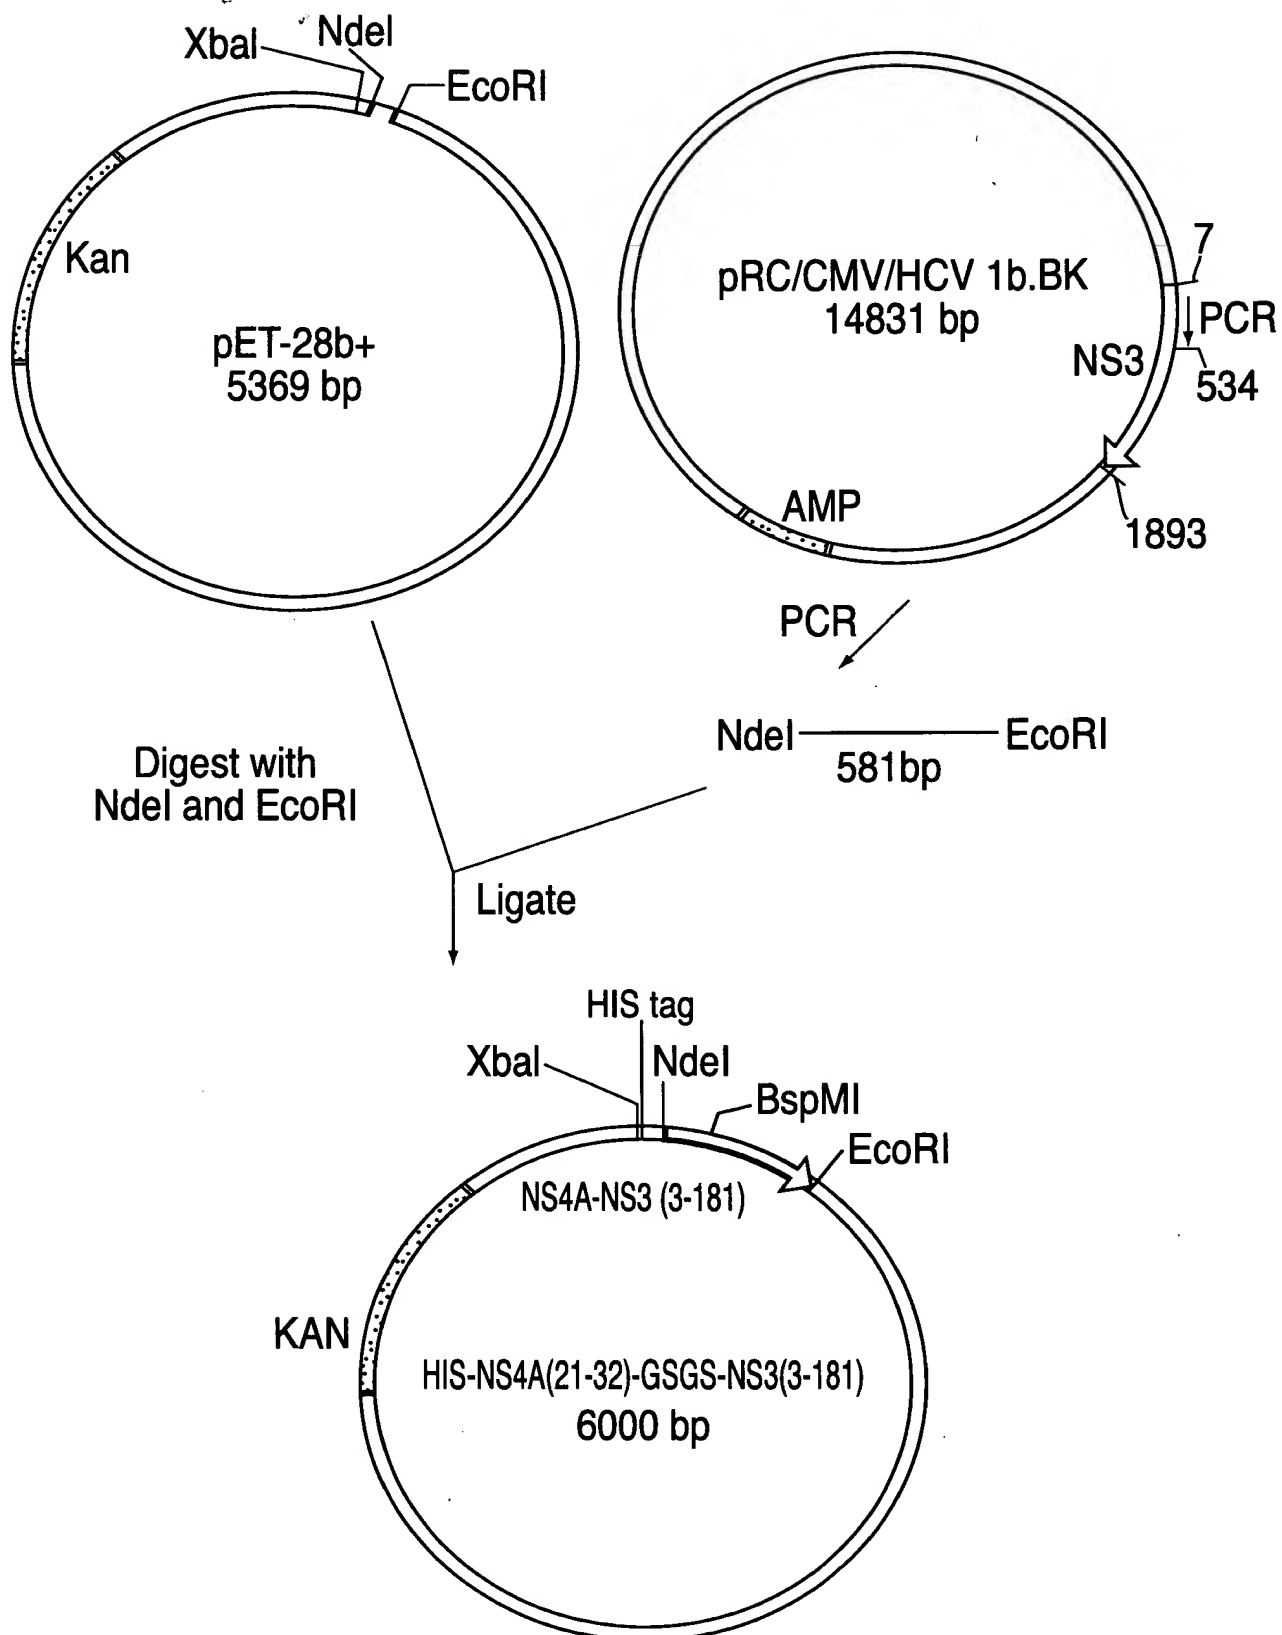 XbaI
NdeI
EcoRI
Kan
pET-28b+
5369 bp
pRC/CMV/HCV 1b.BK
14831 bp
7
PCR
NS3
534
AMP
1893
PCR
NdeI
EcoRI
581bp
Digest with
NdeI and EcoRI
Ligate
HIS tag
XbaI
NdeI
BspMI
EcoRI
NS4A-NS3 (3-181)
KAN
HIS-NS4A(21-32)-GSGS-NS3(3-181)
6000 bp